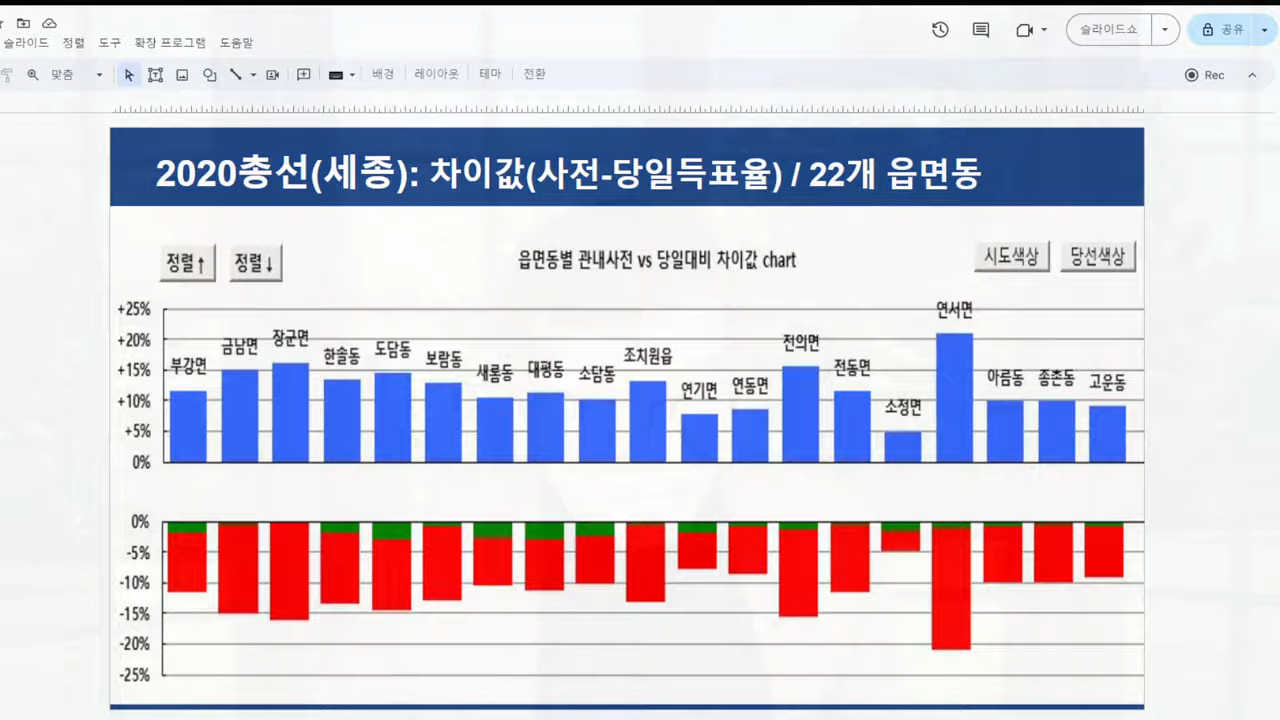 슬라이드 정렬 도구 확장 프로그램 도움말
슬라이드쇼
공유
맞춤
배경 레이아웃 테마 전환
Rec
2020총선(세종): 차이값(사전-당일득표율) / 22개 읍면동
정렬↑ 정렬↓
읍면동별 관내사전 vs 당일대비 차이값 chart
시도색상 당선색상
+25%
+20%
+15%
+10%
+5%
0%
부강면 금남면 장군면 한솔동 도담동 보람동 새롬동 대평동 소담동 조치원읍 연기면 연동면 전의면 전동면 소정면 연서면 아름동 종촌동 고운동
0%
-5%
-10%
-15%
-20%
-25%